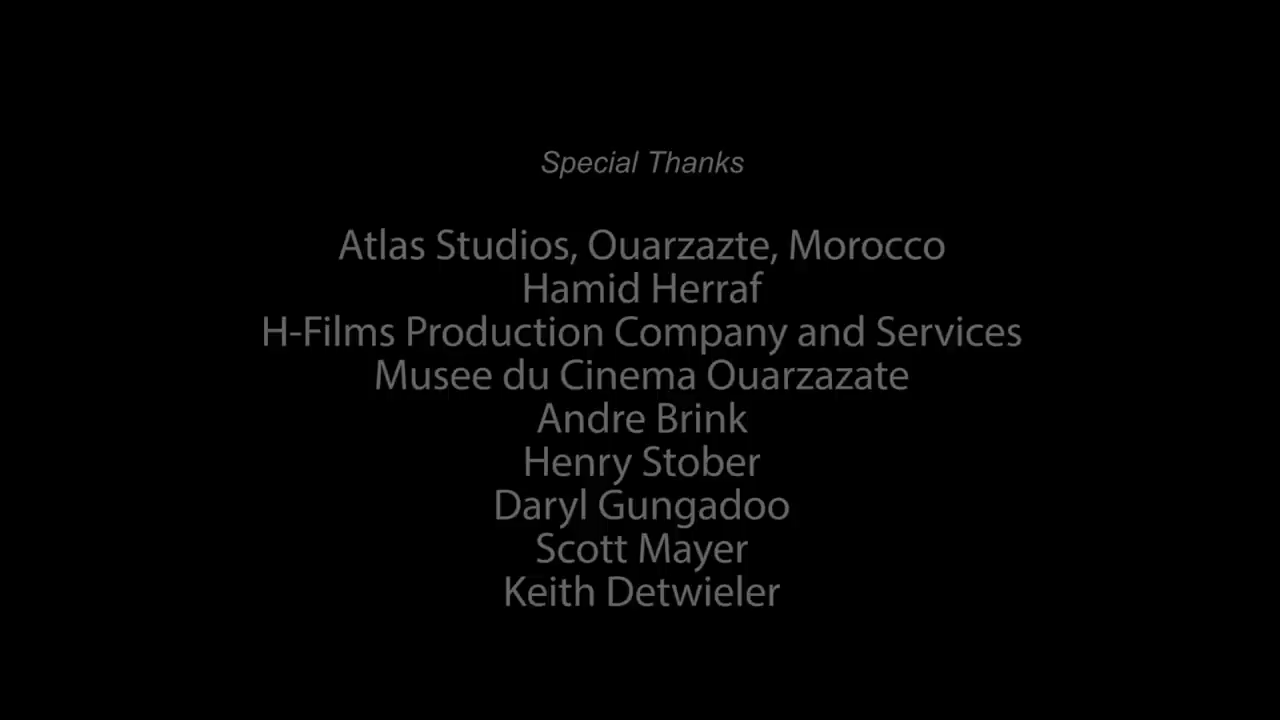 Special Thanks
Atlas Studios, Ouarzazte, Morocco
Hamid Herraf
H-Films Production Company and Services
Musee du Cinema Ouarzazate
Andre Brink
Henry Stober
Daryl Gungadoo
Scott Mayer
Keith Detwieler